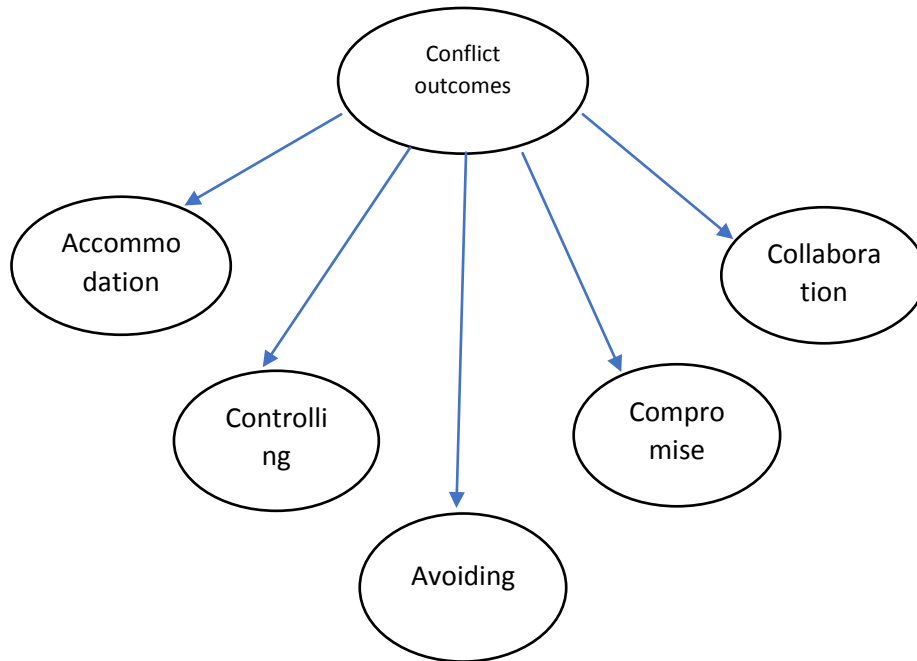 Conflict
outcomes
Accommo
dation
Collabora
tion
Controlli
ng
Compro
mise
Avoiding